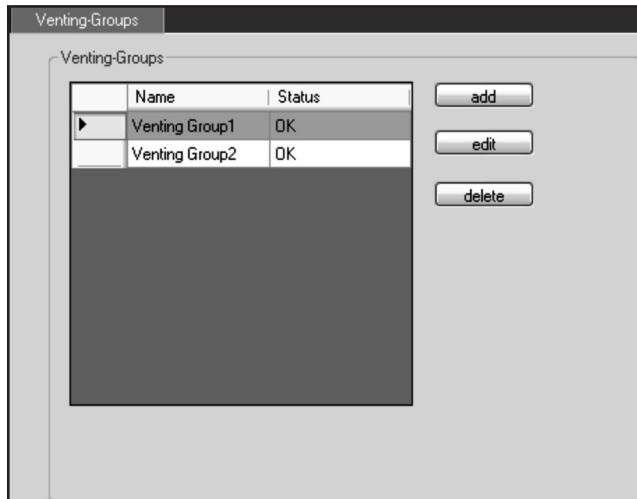 Venting-Groups
Venting-Groups
Name Status
Venting Group1 OK
Venting Group2 OK
add
edit
delete